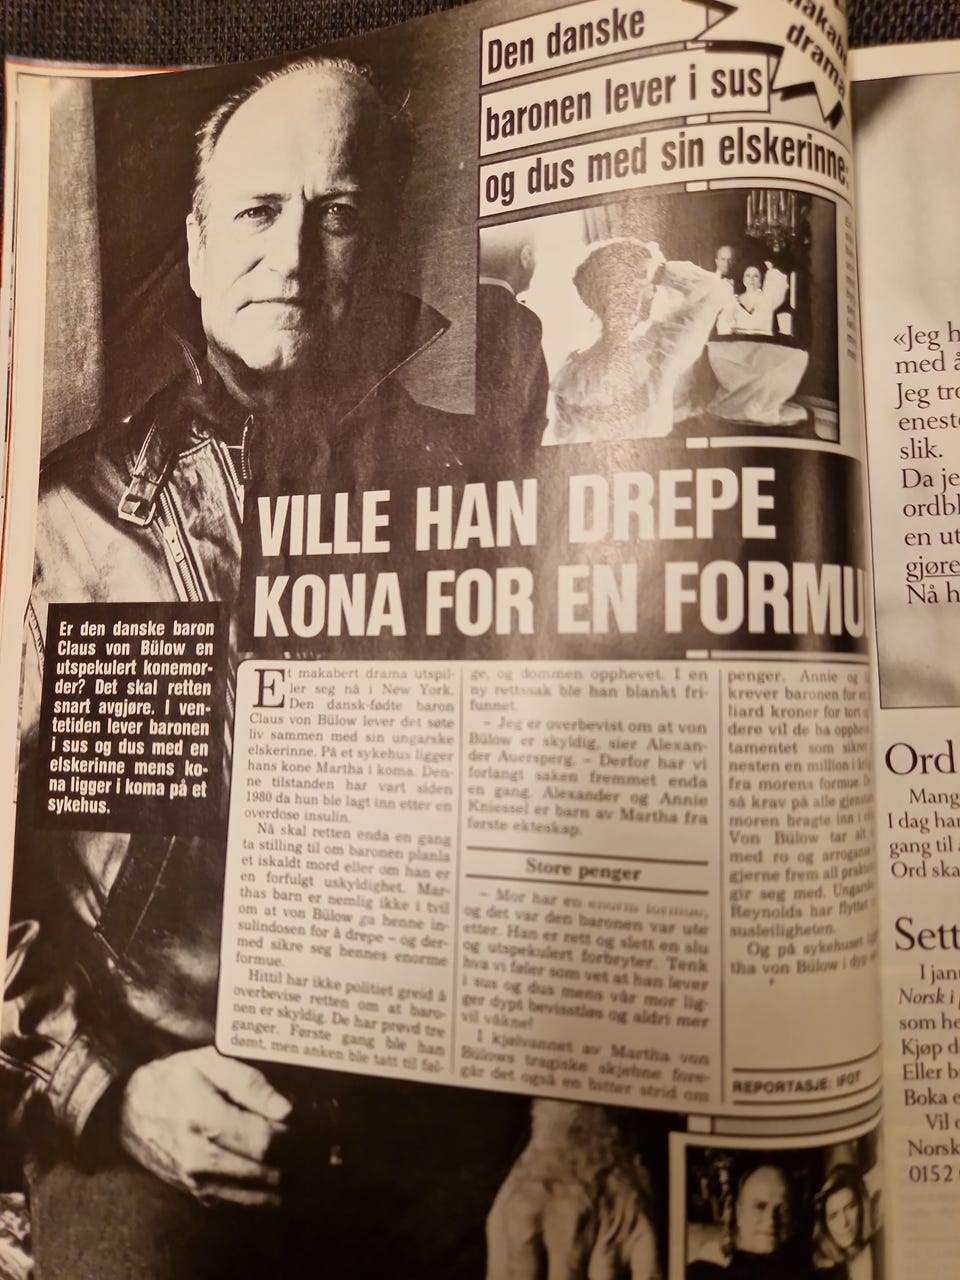 makabe
drama
Den danske
baronen lever i sus
og dus med sin elskerinne:
VILLE HAN DREPE
KONA FOR EN FORMU
Er den danske baron
Claus von Bülow en
utspekulert konemor-
der? Det skal retten
snart avgjøre. I ven-
tetiden lever baronen
i sus og dus med en
elskerinne mens ko-
na ligger i koma på et
sykehus.
Et makabert drama utspil-
ler seg nå i New York.
Den dansk-fødte baron
Claus von Bülow lever det søte
liv sammen med sin ungarske
elskerinne. På et sykehus ligger
hans kone Martha i koma. Den-
ne tilstanden har vart siden
1980 da hun ble lagt inn etter en
overdose insulin.
Nå skal retten enda en gang
ta stilling til om baronen planla
et iskaldt mord eller om han er
en forfulgt uskyldighet. Mar-
thas barn er nemlig ikke i tvil
om at von Bülow ga henne in-
sulindosen for å drepe – og der-
med sikre seg hennes enorme
formue.
Hittil har ikke politiet greid å
overbevise retten om at baro-
nen er skyldig. De har prøvd tre
ganger. Første gang ble han
dømt, men anken ble tatt til føl-
ge, og dommen opphevet. I en
ny rettssak ble han blankt fri-
funnet.
– Jeg er overbevist om at von
Bülow er skyldig, sier Alexan-
der Auersperg. – Derfor har vi
forlangt saken fremmet enda
en gang. Alexander og Annie
Kniessel er barn av Martha fra
første ekteskap.
Store penger
– Mor har en enorm formue,
og det var den baronen var ute
etter. Han er rett og slett en slu
og utspekulert forbryter. Tenk
hva vi føler som vet at han lever
i sus og dus mens vår mor lig-
ger dypt bevisstløs og aldri mer
vil våkne!
I kjølvannet av Martha von
Bülows tragiske skjebne fore-
går det også en bitter strid om
penger. Annie og
krever baronen for
liard kroner for tort
dere vil de ha opphe
tamentet som sikre
nesten en million i
fra morens formue.
så krav på alle gjenst
moren bragte inn i
Von Bülow tar alt
med ro og arrogans
gjerne frem all prakt
gir seg med. Ungar
Reynolds har flyttet
susleiligheten.
Og på sykehuset
tha von Bülow i dyp
REPORTASJE: IFOT
«Jeg h
med å
Jeg tro
eneste
slik.
Da je
ordbl
en ut
gjøre
Nå h
Ord
Mang
I dag har
gang til
Ord ska
Sett
I janu
Norsk i
som he
Kjøp d
Eller b
Boka e
Vil d
Norsk
0152